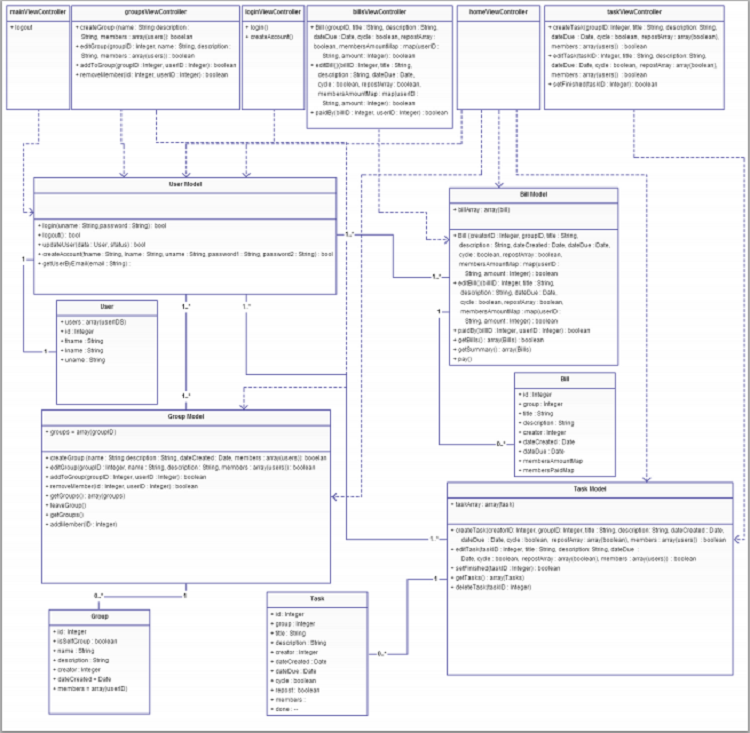 mainViewController
+ logout
groupsViewController
+ createGroup(name: String description :
String, members : array(users)) : boolean
+ editGroup(groupID : Integer, name : String, description:
String, members : array(users)) : boolean
+ addToGroup(groupID:Integer, userID : Integer): boolean
+ removeMember(id: Integer, userID : Integer): boolean
loginViewController
+ login()
+ createAccount()
billsViewController
+ Bill(groupID, title : String, description : String,
dateDue : Date, cycle : boolean, repostArray :
boolean, membersAmountMap : map(userID :
String, amount : Integer) : boolean
+ editBill()(billID : Integer, title : String,
description : String, dateDue : Date,
cycle : boolean, repostArray : boolean,
membersAmountMap : map(userID :
String, amount : Integer) : boolean
+ paidBy(billID : Integer, userID : Integer) : boolean
homeViewController
taskViewController
+ createTask(groupID: Integer, title : String, description : String,
dateDue : Date, cycle : boolean, repostArray : array(boolean),
members : array(users)) : boolean
+ editTask(taskID : Integer, title : String, description : String,
dateDue : Date, cycle : boolean, repostArray : array(boolean),
members : array(users)) : boolean
+ setFinished(taskID : Integer) : boolean
User Model
+ login(uname : String,password : String) : bool
+ logout() : bool
+ updateUser(data : User, status) : bool
+ createAccount(fname: String, lname : String, uname : String, password1 : String, password2 : String) : bool
+ getUserByEmail(email : String) :
Bill Model
+ billArray : array(bill)
+ Bill (creatorID : Integer, groupID, title : String,
description : String, dateCreated : Date, dateDue : Date,
cycle : boolean, repostArray : boolean,
membersAmountMap : map(userID :
String, amount : Integer) : boolean
+ editBill()(billID : Integer, title : String,
description : String, dateDue : Date,
cycle : boolean, repostArray : boolean,
membersAmountMap : map(userID :
String, amount : Integer) : boolean
+ paidBy(billID : Integer, userID : Integer) : boolean
+ getBills() : array(Bills) : boolean
+ getSummary() : array(Bills)
+ pay()
1..*
1..*
1
1
1
1..*
1..*
1..*
User
+ users : array(userIDS)
+ id : Integer
+ fname : String
+ lname : String
+ uname : String
Bill
+ id : Integer
+ group : Integer
+ title : String
+ description : String
+ creator : Integer
+ dateCreated : Date
+ dateDue : Date
+ membersAmountMap
+ membersPaidMap
0..*
Group Model
+ groups = array(groupID)
+ createGroup (name : String description : String, dateCreated : Date, members : array(users)) : boolean
+ editGroup(groupID : Integer, name : String, description : String, members : array(users)) : boolean
+ addToGroup(groupID : Integer, userID : Integer) : boolean
+ removeMember(id : Integer, userID : Integer) : boolean
+ getGroups() : array(groups)
+ leaveGroup()
+ getGroups()
+ addMember(ID : Integer)
Task Model
+ taskArray : array(task)
+ createTask(creatorID : Integer, groupID: Integer, title : String, description : String, dateCreated : Date,
dateDue : Date, cycle : boolean, repostArray : array(boolean), members : array(users)) : boolean
+ editTask(taskID : Integer, title : String, description: String, dateDue
: Date, cycle : boolean, repostArray : array(boolean), members : array(users)) : boolean
+ setFinished(taskID : Integer) : boolean
+ getTasks() : array(Tasks)
+ deleteTask(taskID : Integer)
1..*
1
0..*
1
0..*
Group
+ id : Integer
+ isSelfGroup : boolean
+ name : String
+ description : String
+ creator : Integer
+ dateCreated = Date
+ members = array(userID)
Task
+ id : Integer
+ group : Integer
+ title : String
+ description : String
+ creator : Integer
+ dateCreated : Date
+ dateDue : Date
+ cycle : boolean
+ repost : boolean
+ members :
+ done: --